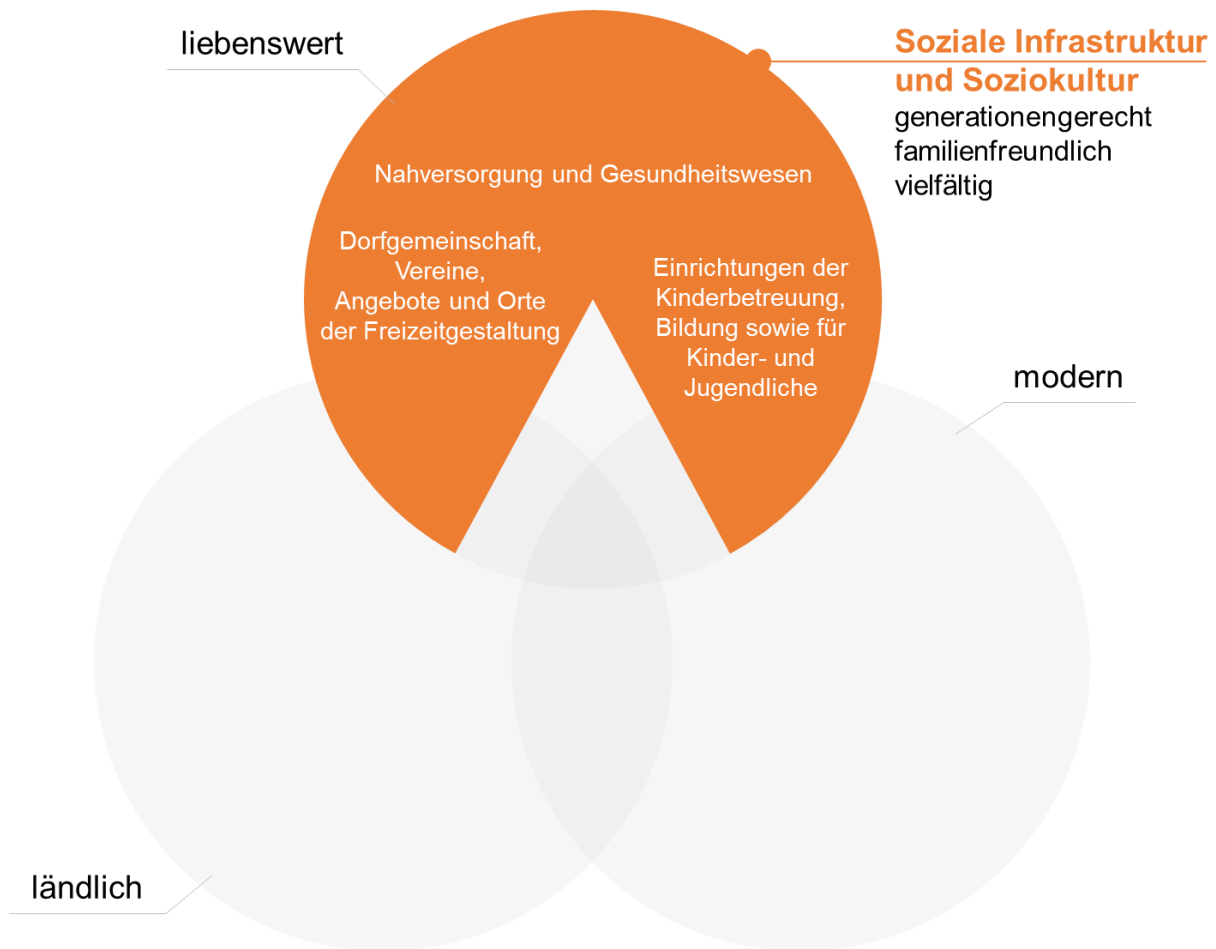 liebenswert
Soziale Infrastruktur
und Soziokultur
generationengerecht
familienfreundlich
vielfältig
Nahversorgung und Gesundheitswesen
Dorfgemeinschaft,
Vereine,
Angebote und Orte
der Freizeitgestaltung
Einrichtungen der
Kinderbetreuung,
Bildung sowie für
Kinder- und
Jugendliche
modern
ländlich